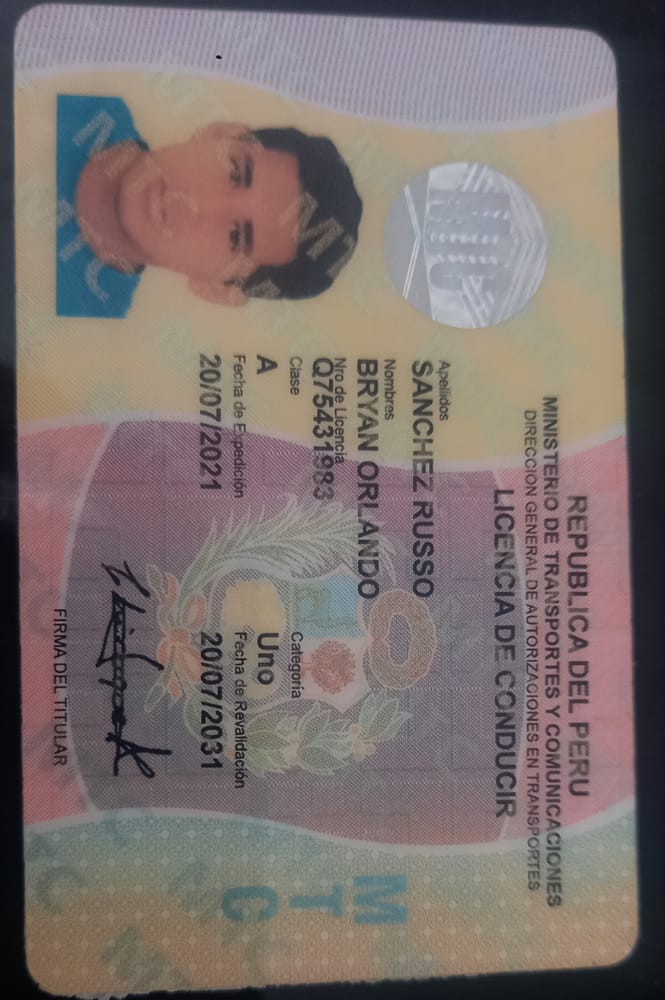 REPUBLICA DEL PERU
MINISTERIO DE TRANSPORTES Y COMUNICACIONES
DIRECCION GENERAL DE AUTORIZACIONES EN TRANSPORTES
LICENCIA DE CONDUCIR
Apellidos
SANCHEZ RUSSO
Nombres
BRYAN ORLANDO
Nro de Licencia
Q75431983
Clase Categoría
A Uno
Fecha de Expedición Fecha de Revalidación
20/07/2021 20/07/2031
FIRMA DEL TITULAR
MTC